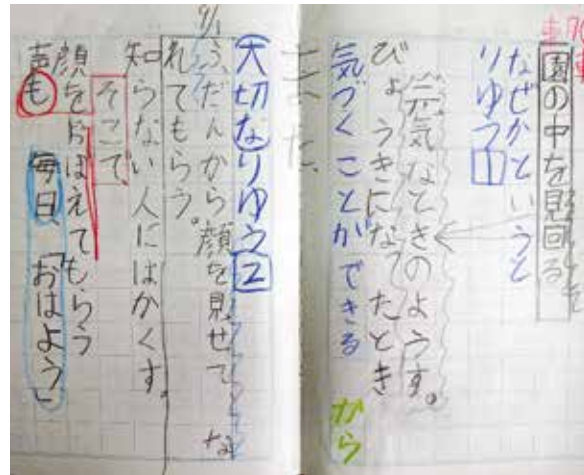 園の中を見回る
なぜかというと
りゆう1
元気なときのようす。
びょうきになったとき
気づくことができるから
大切なりゆう2
9/1
ふだんから顔を見せて な
れてもらう。
知らない人にはかくす。
そこで、
顔をおぼえてもらう
声も 毎日、「おはよう」